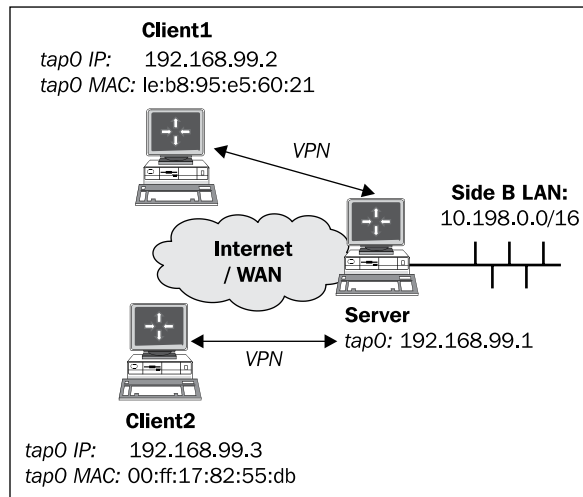 Client1
tap0 IP: 192.168.99.2
tap0 MAC: le:b8:95:e5:60:21
VPN
Side B LAN:
10.198.0.0/16
Internet
/ WAN
Server
tap0: 192.168.99.1
VPN
Client2
tap0 IP: 192.168.99.3
tap0 MAC: 00:ff:17:82:55:db